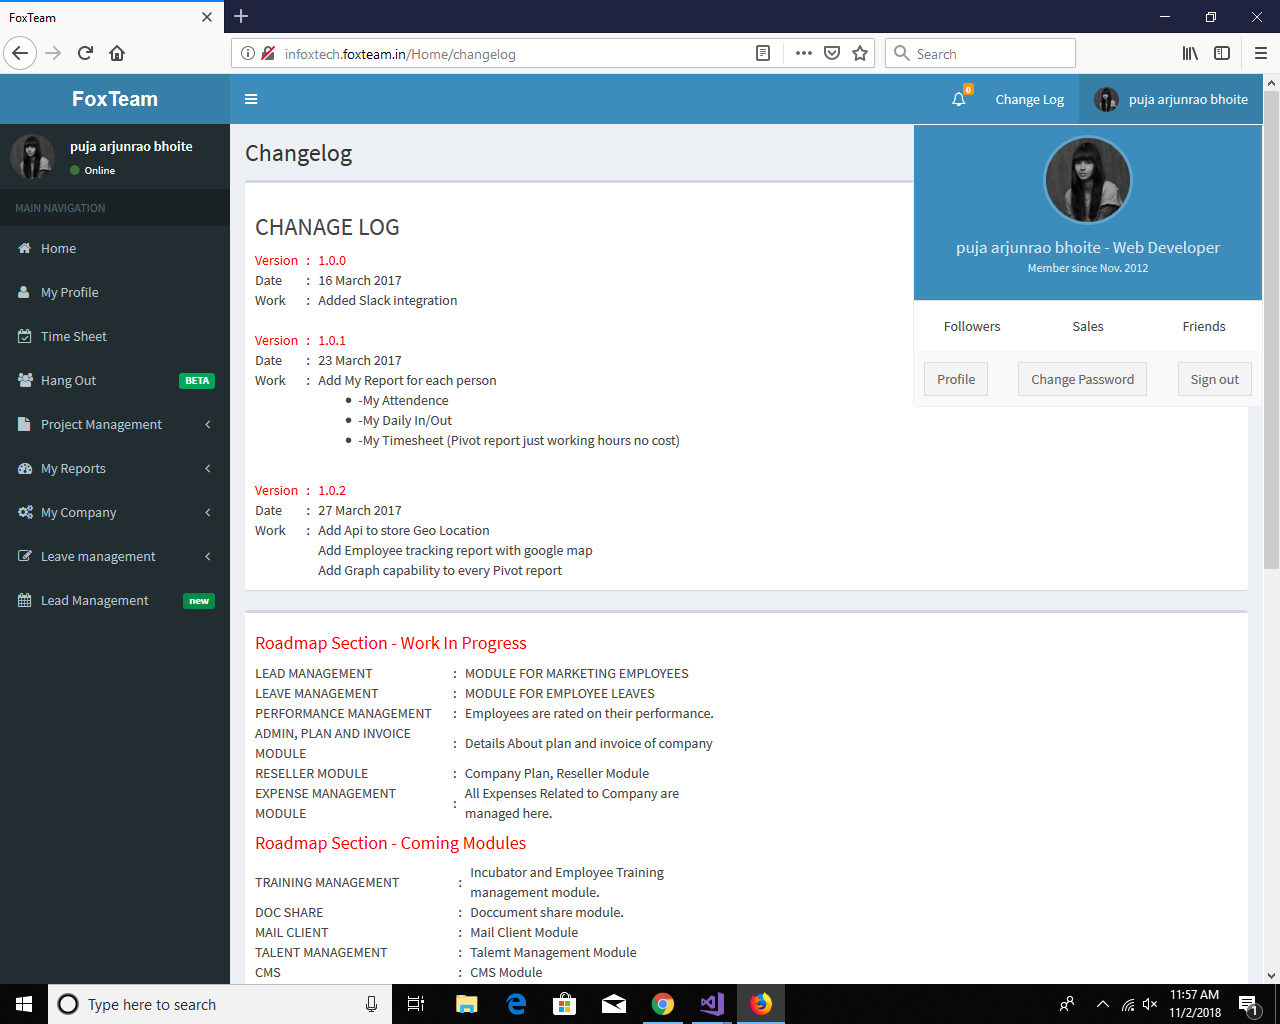 FoxTeam
infoxtech.foxteam.in/Home/changelog
Search
FoxTeam
0
Change Log
puja arjunrao bhoite
puja arjunrao bhoite
Online
MAIN NAVIGATION
Home
My Profile
Time Sheet
Hang Out BETA
Project Management
My Reports
My Company
Leave management
Lead Management new
Changelog
CHANAGE LOG
Version : 1.0.0
Date : 16 March 2017
Work : Added Slack integration
Version : 1.0.1
Date : 23 March 2017
Work : Add My Report for each person
-My Attendence
-My Daily In/Out
-My Timesheet (Pivot report just working hours no cost)
Version : 1.0.2
Date : 27 March 2017
Work : Add Api to store Geo Location
Add Employee tracking report with google map
Add Graph capability to every Pivot report
puja arjunrao bhoite - Web Developer
Member since Nov. 2012
Followers Sales Friends
Profile Change Password Sign out
Roadmap Section - Work In Progress
LEAD MANAGEMENT : MODULE FOR MARKETING EMPLOYEES
LEAVE MANAGEMENT : MODULE FOR EMPLOYEE LEAVES
PERFORMANCE MANAGEMENT : Employees are rated on their performance.
ADMIN, PLAN AND INVOICE
MODULE : Details About plan and invoice of company
RESELLER MODULE : Company Plan, Reseller Module
EXPENSE MANAGEMENT
MODULE : All Expenses Related to Company are
managed here.
Roadmap Section - Coming Modules
TRAINING MANAGEMENT : Incubator and Employee Training
management module.
DOC SHARE : Doccument share module.
MAIL CLIENT : Mail Client Module
TALENT MANAGEMENT : Talemt Management Module
CMS : CMS Module
Type here to search
11:57 AM
11/2/2018
1